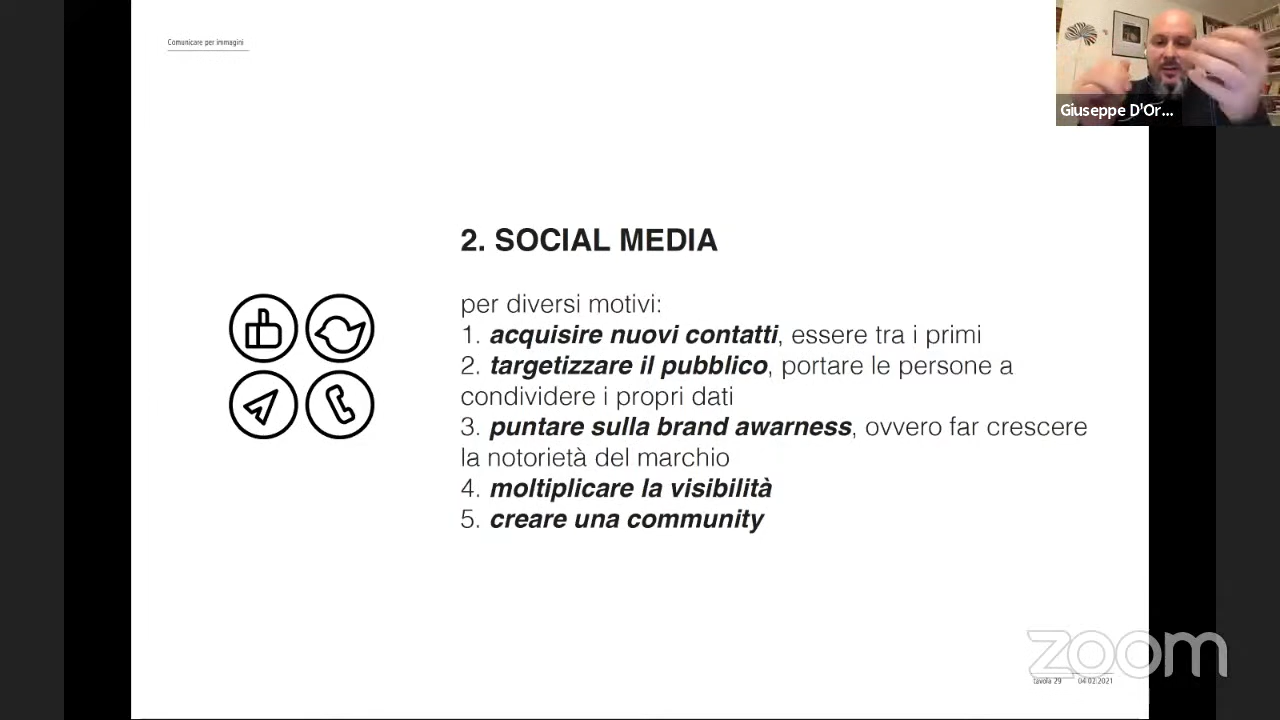 Comunicare per immagini
Giuseppe D'Or...
2. SOCIAL MEDIA
per diversi motivi:
1. acquisire nuovi contatti, essere tra i primi
2. targetizzare il pubblico, portare le persone a
condividere i propri dati
3. puntare sulla brand awarness, ovvero far crescere
la notorietà del marchio
4. moltiplicare la visibilità
5. creare una community
zoom
tavola 29 04.02.2021